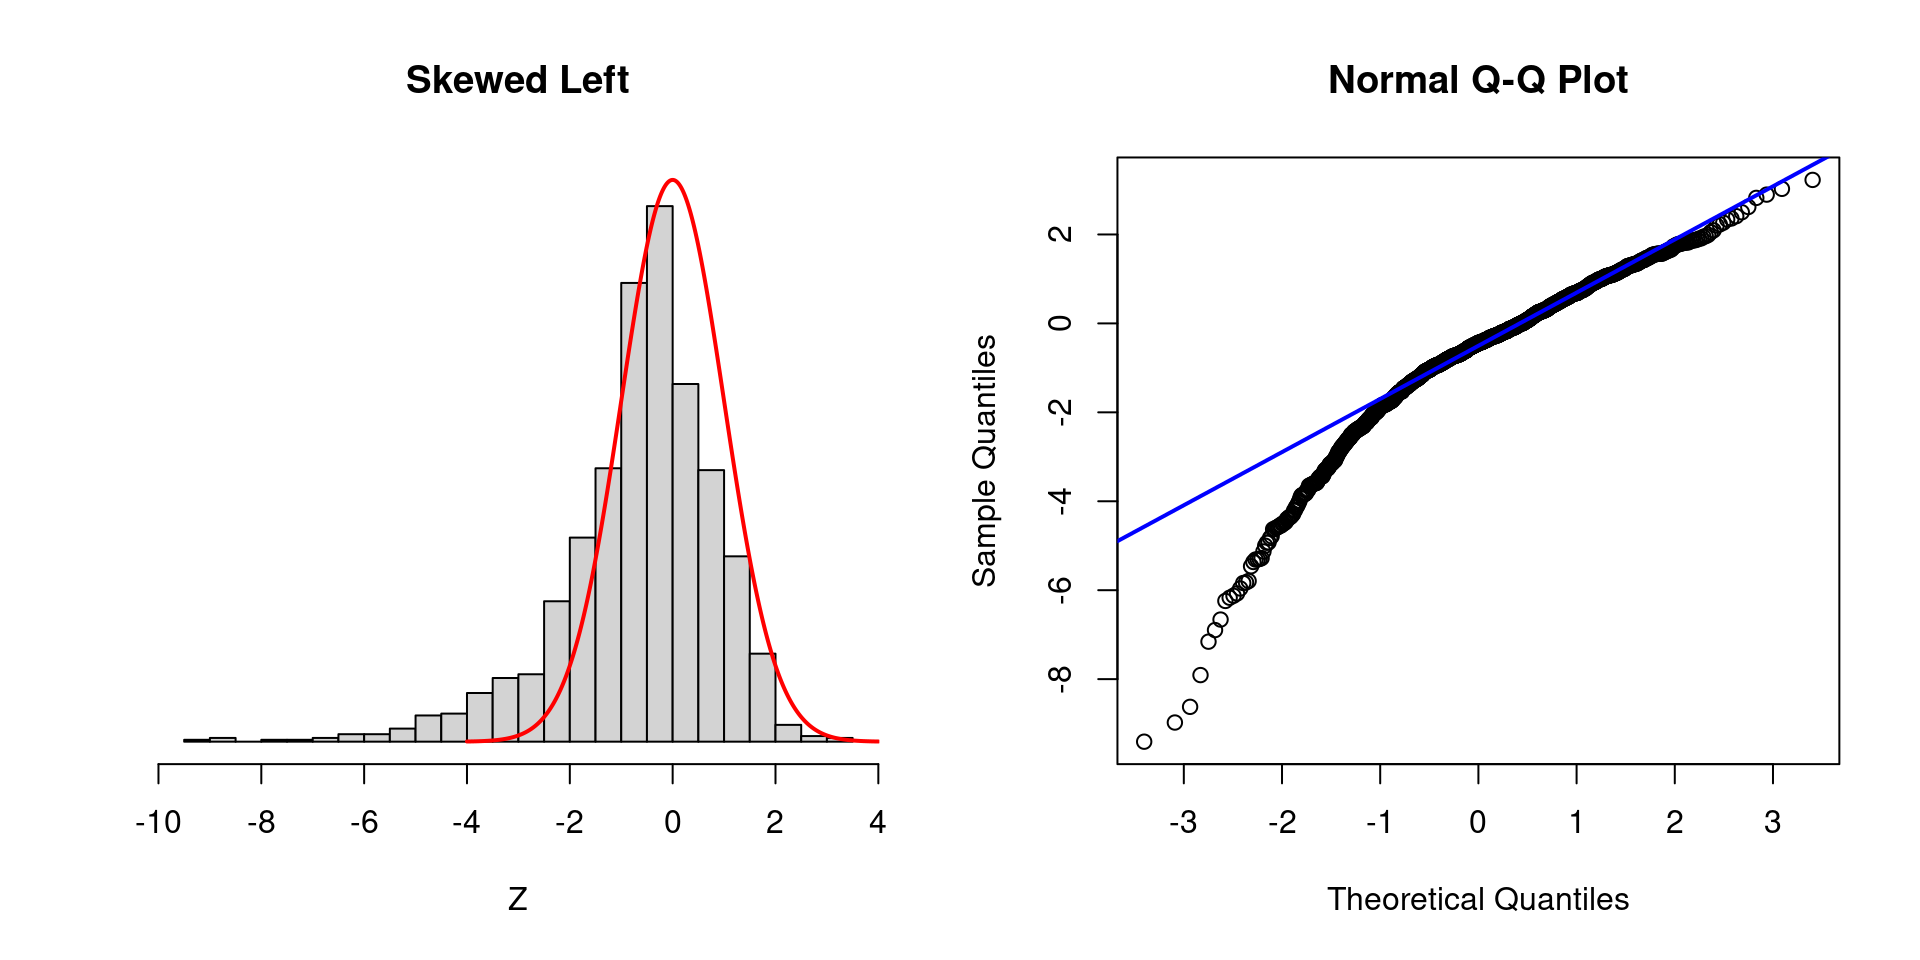 Skewed Left
-10 -8 -6 -4 -2 0 2 4
Z
Normal Q-Q Plot
Sample Quantiles
2
0
-2
-4
-6
-8
-3 -2 -1 0 1 2 3
Theoretical Quantiles